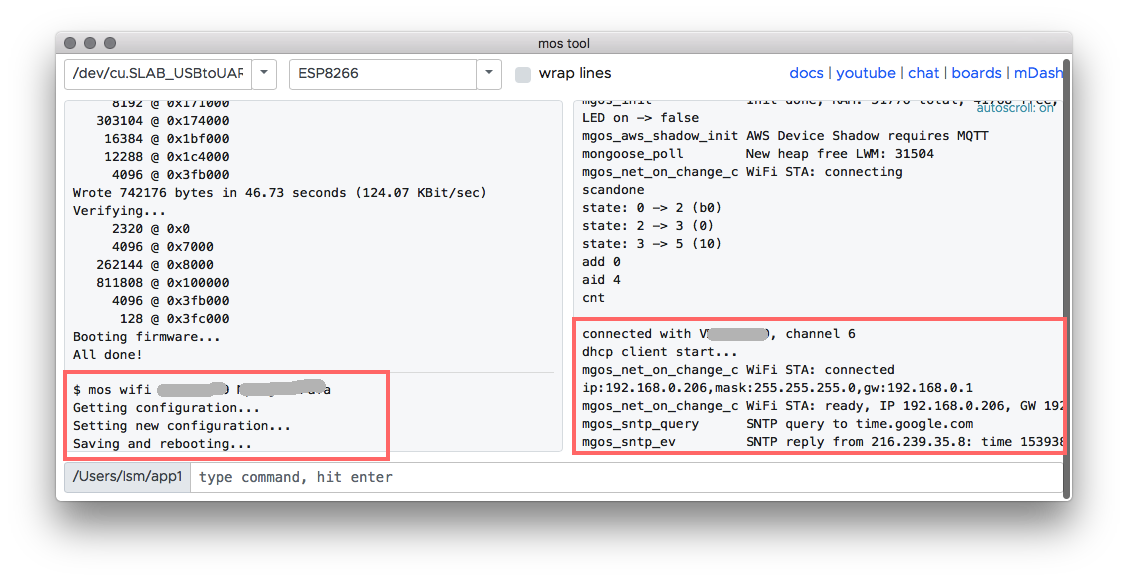 mos tool
/dev/cu.SLAB_USBtoUAR
ESP8266
wrap lines
docs | youtube | chat | boards | mDash
8192 @ 0x171000
303104 @ 0x174000
16384 @ 0x1bf000
12288 @ 0x1c4000
4096 @ 0x3fb000
Wrote 742176 bytes in 46.73 seconds (124.07 KBit/sec)
Verifying...
2320 @ 0x0
4096 @ 0x7000
262144 @ 0x8000
811808 @ 0x100000
4096 @ 0x3fb000
128 @ 0x3fc000
Booting firmware...
All done!
$ mos wifi
Getting configuration...
Setting new configuration...
Saving and rebooting...
mgos_init Init done, RAM: total, free,
autoscroll: on
LED on -> false
mgos_aws_shadow_init AWS Device Shadow requires MQTT
mongoose_poll New heap free LWM: 31504
mgos_net_on_change_c WiFi STA: connecting
scandone
state: 0 -> 2 (b0)
state: 2 -> 3 (0)
state: 3 -> 5 (10)
add 0
aid 4
cnt
connected with , channel 6
dhcp client start...
mgos_net_on_change_c WiFi STA: connected
ip:192.168.0.206,mask:255.255.255.0,gw:192.168.0.1
mgos_net_on_change_c WiFi STA: ready, IP 192.168.0.206, GW 192
mgos_sntp_query SNTP query to time.google.com
mgos_sntp_ev SNTP reply from 216.239.35.8: time 153938
/Users/lsm/app1
type command, hit enter